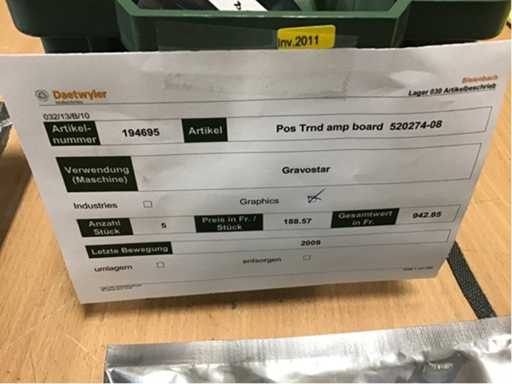 inv.2011
Daetwyler
Bleienbach
Lager 030 Artikelbeschrieb
032/13/B/10
Artikel-nummer 194695 Artikel Pos Trnd amp board 520274-08
Verwendung (Maschine) Gravostar
Industries Graphics
Anzahl Stück 5 Preis in Fr. / Stück 188.57 Gesamtwert in Fr. 942.85
Letzte Bewegung 2009
umlagern entsorgen